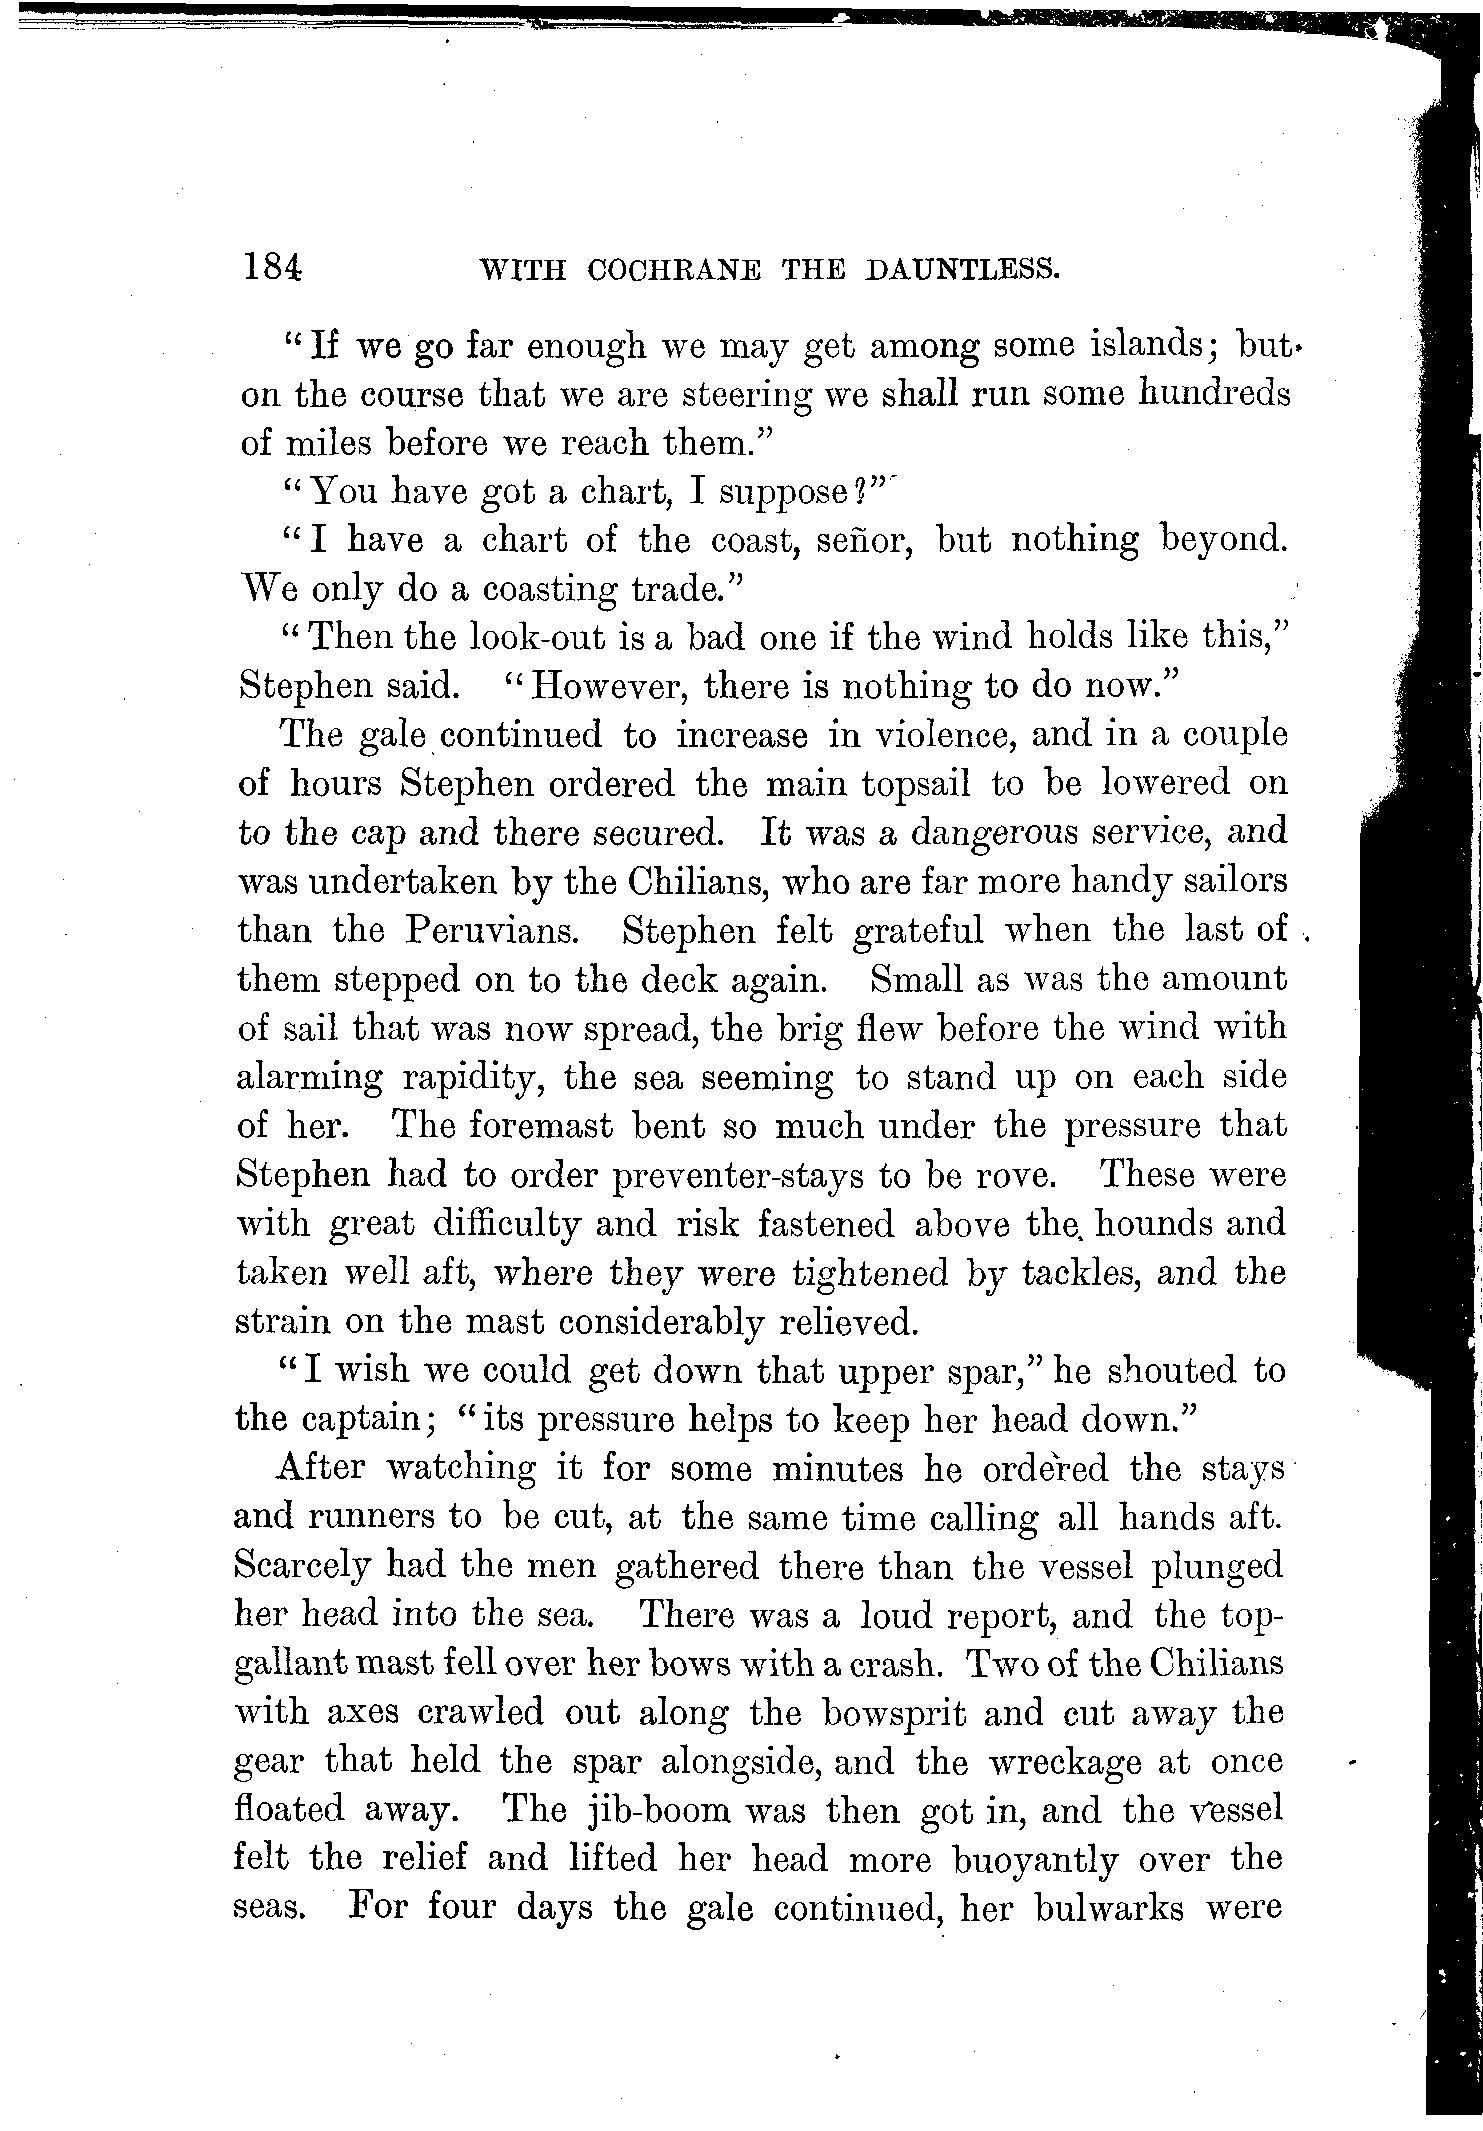 184 WITH COCHRANE THE DAUNTLESS.
“If we go far enough we may get among some islands; but
on the course that we are steering we shall run some hundreds
of miles before we reach them.”
“You have got a chart, I suppose?”
“I have a chart of the coast, señor, but nothing beyond.
We only do a coasting trade.”
“Then the look-out is a bad one if the wind holds like this,”
Stephen said. “However, there is nothing to do now.”
The gale continued to increase in violence, and in a couple
of hours Stephen ordered the main topsail to be lowered on
to the cap and there secured. It was a dangerous service, and
was undertaken by the Chilians, who are far more handy sailors
than the Peruvians. Stephen felt grateful when the last of
them stepped on to the deck again. Small as was the amount
of sail that was now spread, the brig flew before the wind with
alarming rapidity, the sea seeming to stand up on each side
of her. The foremast bent so much under the pressure that
Stephen had to order preventer-stays to be rove. These were
with great difficulty and risk fastened above the hounds and
taken well aft, where they were tightened by tackles, and the
strain on the mast considerably relieved.
“I wish we could get down that upper spar,” he shouted to
the captain; “its pressure helps to keep her head down.”
After watching it for some minutes he ordered the stays
and runners to be cut, at the same time calling all hands aft.
Scarcely had the men gathered there than the vessel plunged
her head into the sea. There was a loud report, and the top-
gallant mast fell over her bows with a crash. Two of the Chilians
with axes crawled out along the bowsprit and cut away the
gear that held the spar alongside, and the wreckage at once
floated away. The jib-boom was then got in, and the vessel
felt the relief and lifted her head more buoyantly over the
seas. For four days the gale continued, her bulwarks were